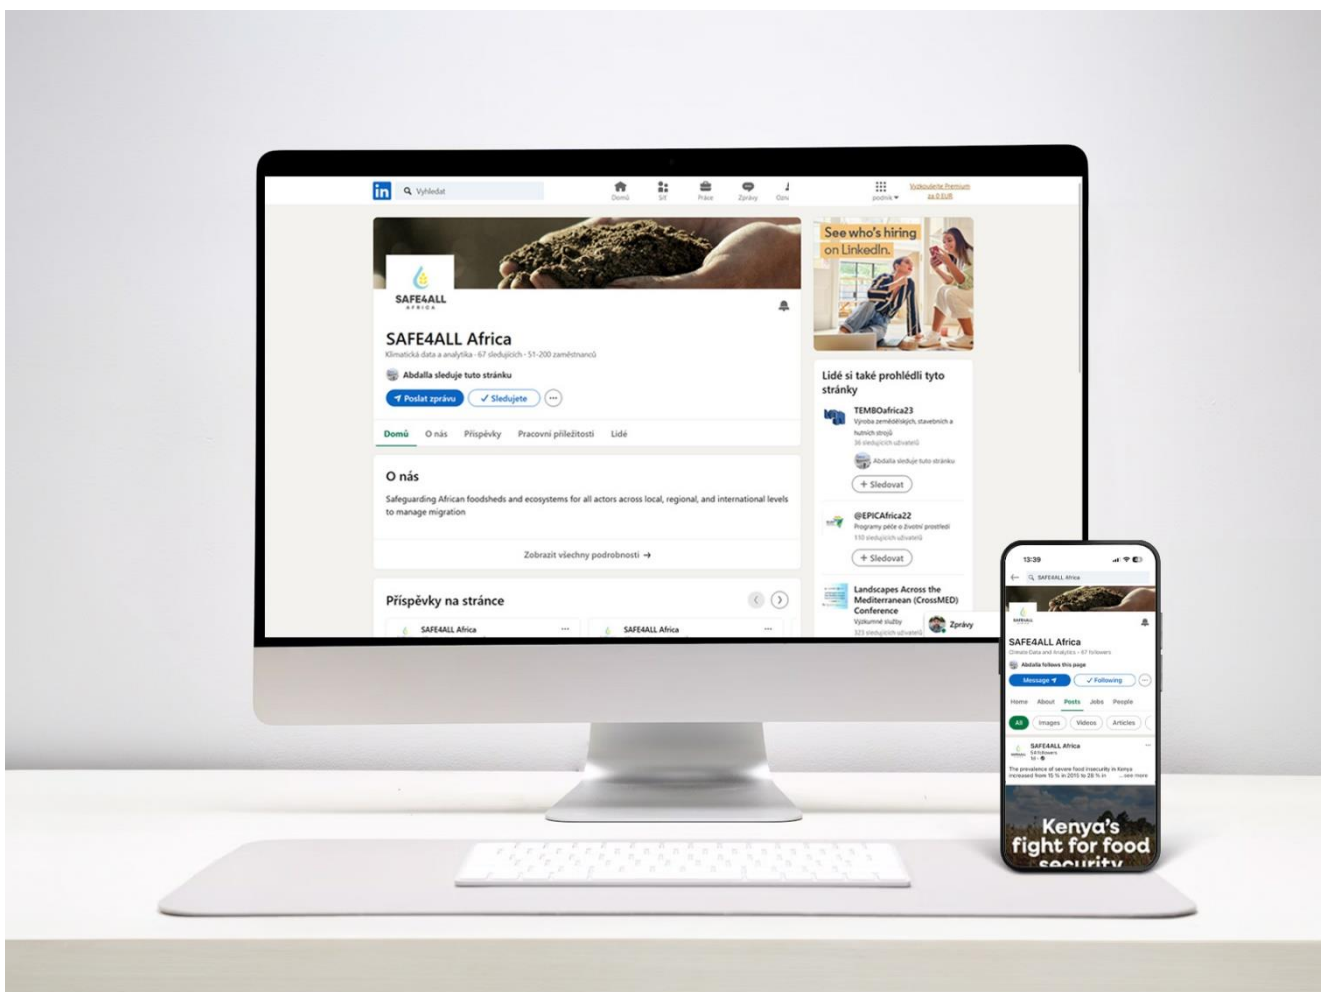 in
Vyhledat
Domů
Síť
Práce
Zprávy
podnik
Vyzkoušejte Premium
za 0 EUR
SAFE4ALL
AFRICA
SAFE4ALL Africa
Klimatická data a analytika · 67 sledujících · 51-200 zaměstnanců
Abdalla sleduje tuto stránku
Poslat zprávu
Sledujete
Domů
O nás
Příspěvky
Pracovní příležitosti
Lidé
O nás
Safeguarding African foodsheds and ecosystems for all actors across local, regional, and international levels
to manage migration
Zobrazit všechny podrobnosti →
Příspěvky na stránce
SAFE4ALL Africa
SAFE4ALL Africa
See who's hiring
on LinkedIn.
Lidé si také prohlédli tyto
stránky
TEMBOafrica23
Výroba zemědělských, stavebních a
hutních strojů
36 sledujících uživatelů
Abdalla sleduje tuto stránku
+ Sledovat
@EPICAfrica22
Programy péče o životní prostředí
110 sledujících uživatelů
+ Sledovat
Landscapes Across the
Mediterranean (CrossMED)
Conference
Výzkumné služby
323 sledujících uživatelů
Zprávy
13:39
SAFE4ALL Africa
SAFE4ALL
SAFE4ALL Africa
Climate Data and Analytics • 67 followers
Abdalla follows this page
Message
Following
Home
About
Posts
Jobs
People
All
Images
Videos
Articles
SAFE4ALL Africa
54 followers
The prevalence of severe food insecurity in Kenya
increased from 15 % in 2015 to 28 % in ...see more
Kenya's
fight for food
security